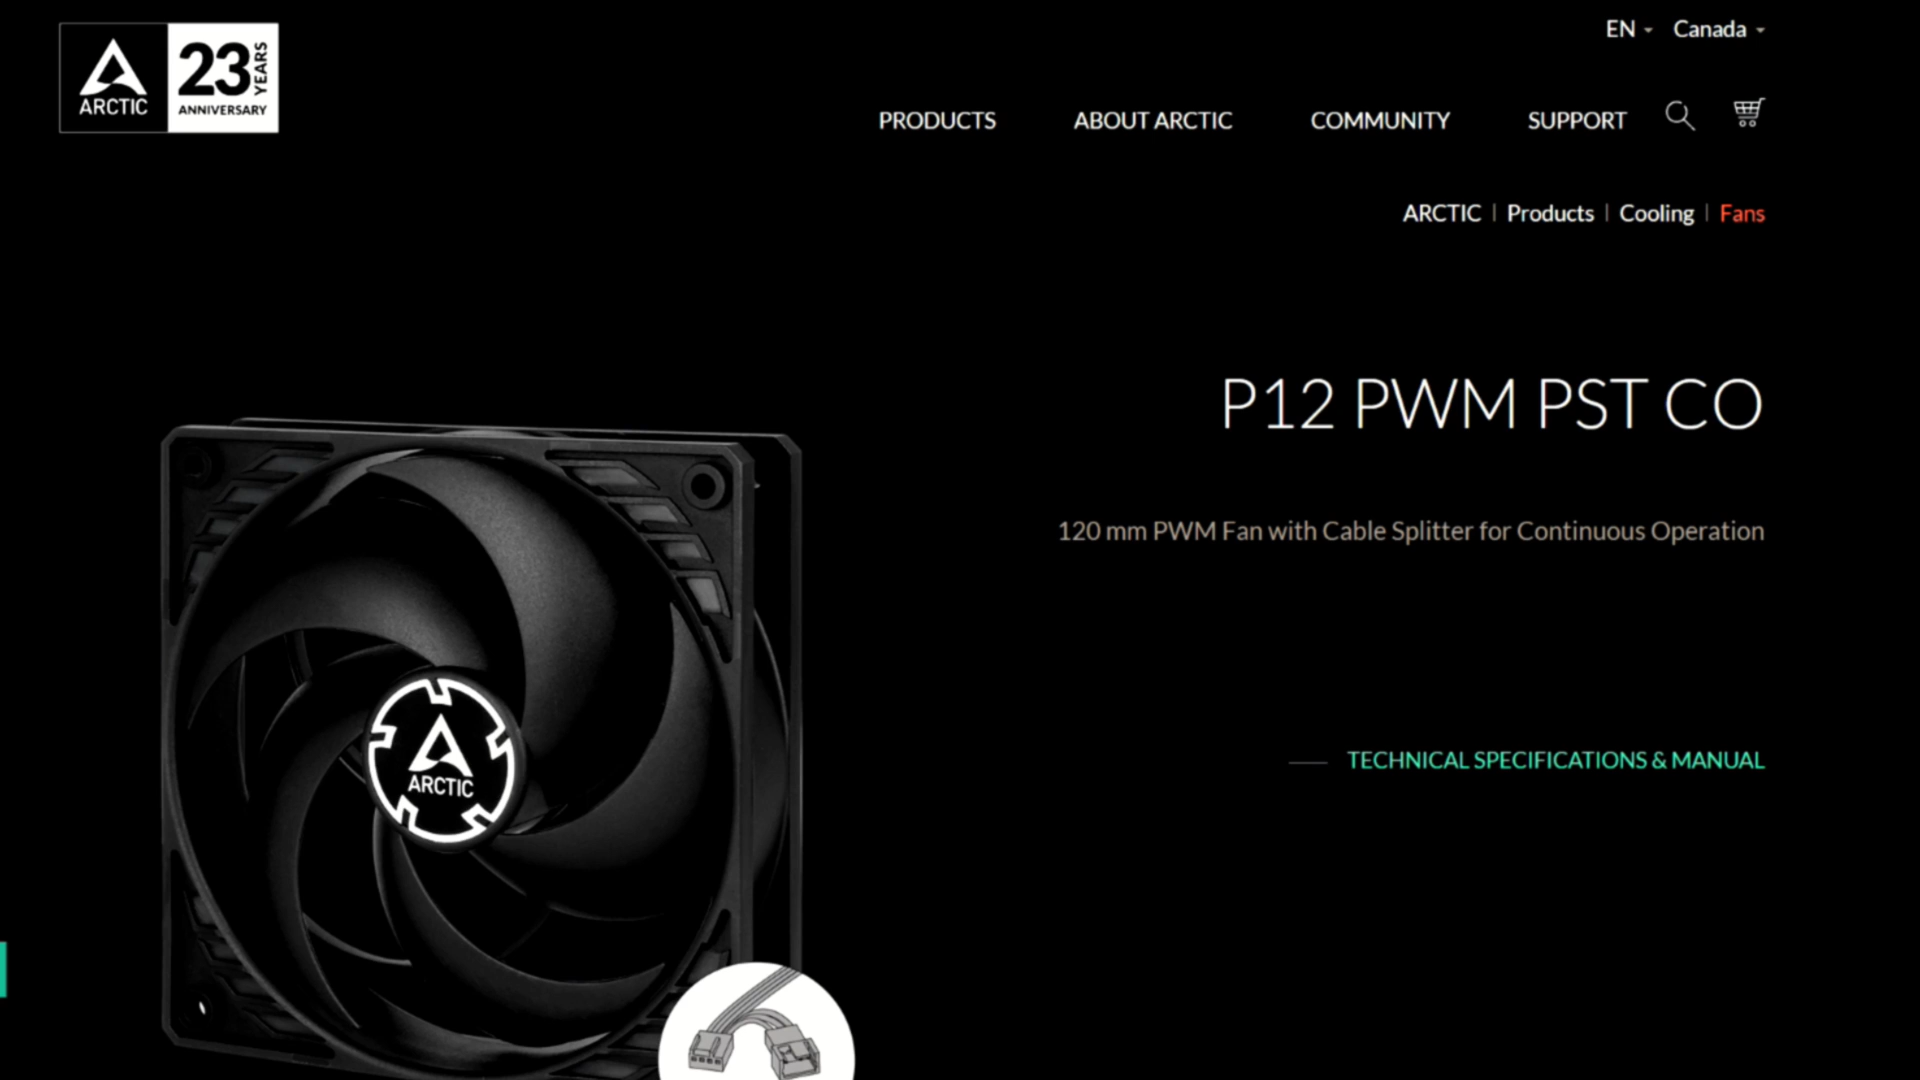 EN Canada
ARCTIC
23 YEARS
ANNIVERSARY
PRODUCTS ABOUT ARCTIC COMMUNITY SUPPORT
ARCTIC | Products | Cooling | Fans
P12 PWM PST CO
120 mm PWM Fan with Cable Splitter for Continuous Operation
TECHNICAL SPECIFICATIONS & MANUAL
ARCTIC